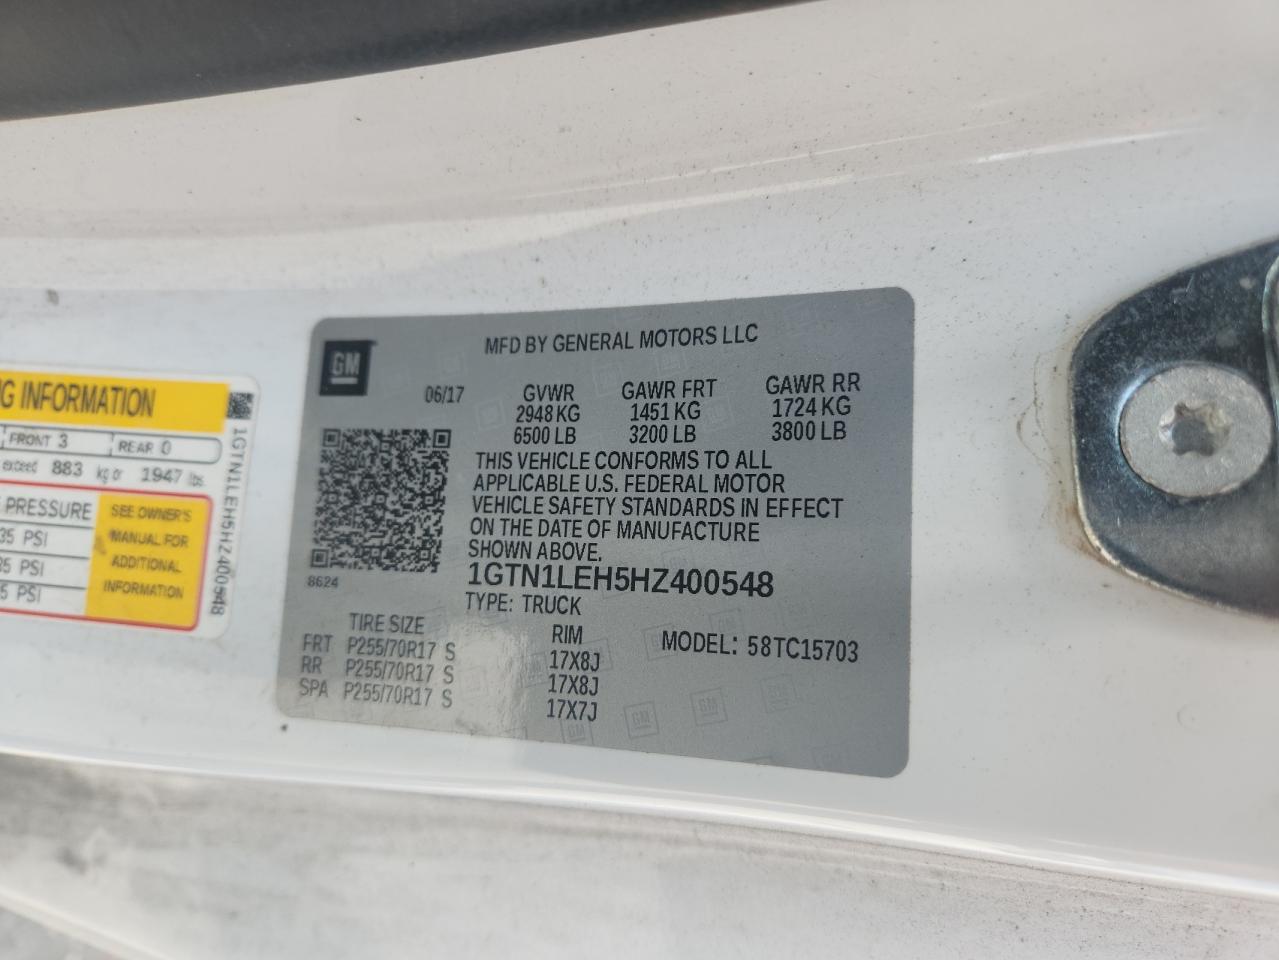 NG INFORMATION
FRONT 3 REAR 0
exceed 883 kg or 1947 lbs.
E PRESSURE
35 PSI
35 PSI
5 PSI
SEE OWNER'S
MANUAL FOR
ADDITIONAL
INFORMATION
1GTN1LEH5HZ400548
GM
MFD BY GENERAL MOTORS LLC
06/17
GVWR GAWR FRT GAWR RR
2948 KG 1451 KG 1724 KG
6500 LB 3200 LB 3800 LB
THIS VEHICLE CONFORMS TO ALL
APPLICABLE U.S. FEDERAL MOTOR
VEHICLE SAFETY STANDARDS IN EFFECT
ON THE DATE OF MANUFACTURE
SHOWN ABOVE.
8624
1GTN1LEH5HZ400548
TYPE: TRUCK
TIRE SIZE RIM MODEL: 58TC15703
FRT P255/70R17 S 17X8J
RR P255/70R17 S 17X8J
SPA P255/70R17 S 17X7J